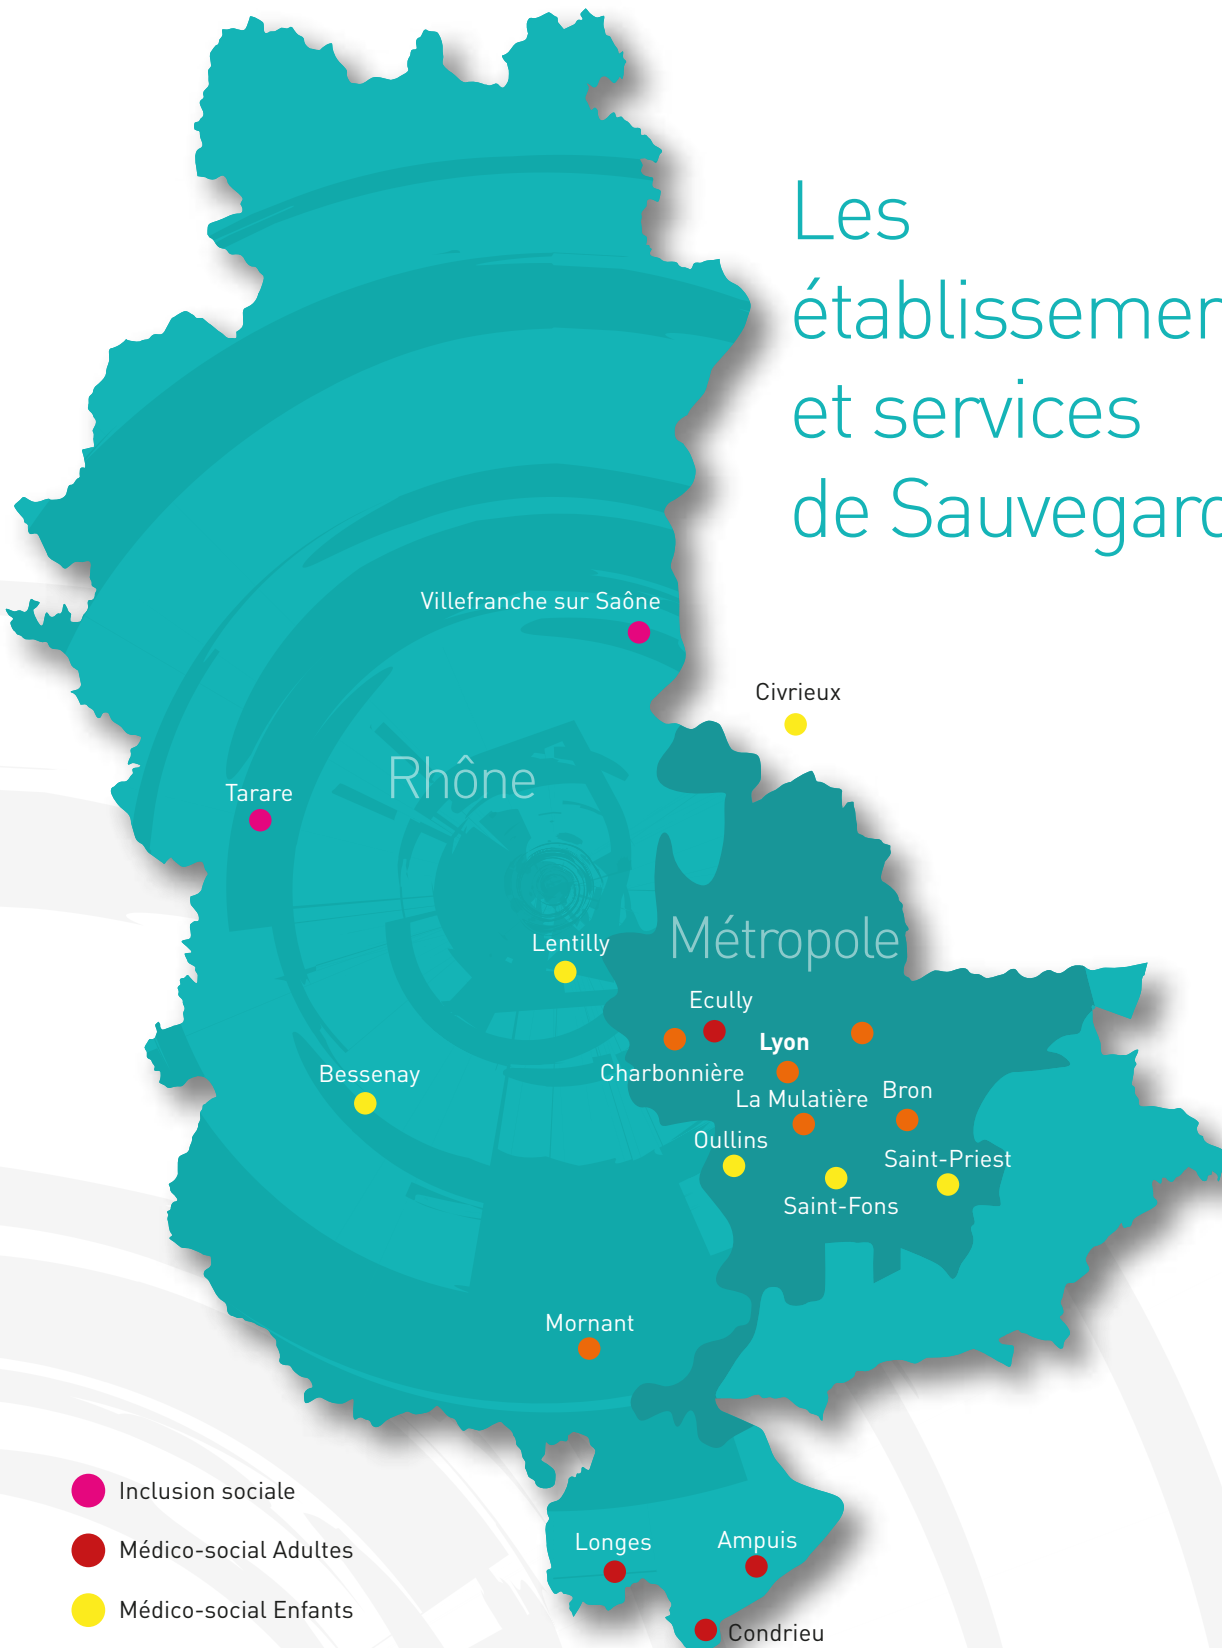 Les
établissemen
et services
de Sauvegard
Villefranche sur Saône
Civrieux
Rhône
Tarare
Métropole
Lentilly
Ecully
Lyon
Charbonnière
Bessenay
La Mulatière
Bron
Oullins
Saint-Priest
Saint-Fons
Mornant
Inclusion sociale
Médico-social Adultes
Médico-social Enfants
Longes
Ampuis
Condrieu